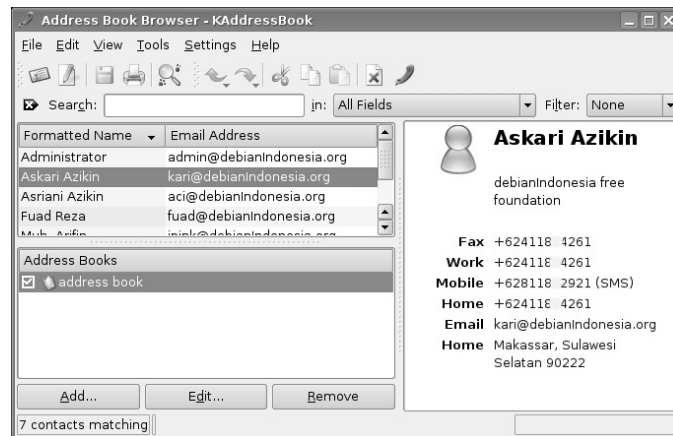 Address Book Browser - KAddressBook
File Edit View Tools Settings Help
Search: in: All Fields Filter: None
Formatted Name Email Address
Administrator admin@debianIndonesia.org
Askari Azikin kari@debianIndonesia.org
Asriani Azikin aci@debianIndonesia.org
Fuad Reza fuad@debianIndonesia.org
Muh. Arifin
Address Books
address book
Add... Edit... Remove
7 contacts matching
Askari Azikin
debianIndonesia free
foundation
Fax +624118 4261
Work +624118 4261
Mobile +628118 2921 (SMS)
Home +624118 4261
Email kari@debianIndonesia.org
Home Makassar, Sulawesi
Selatan 90222